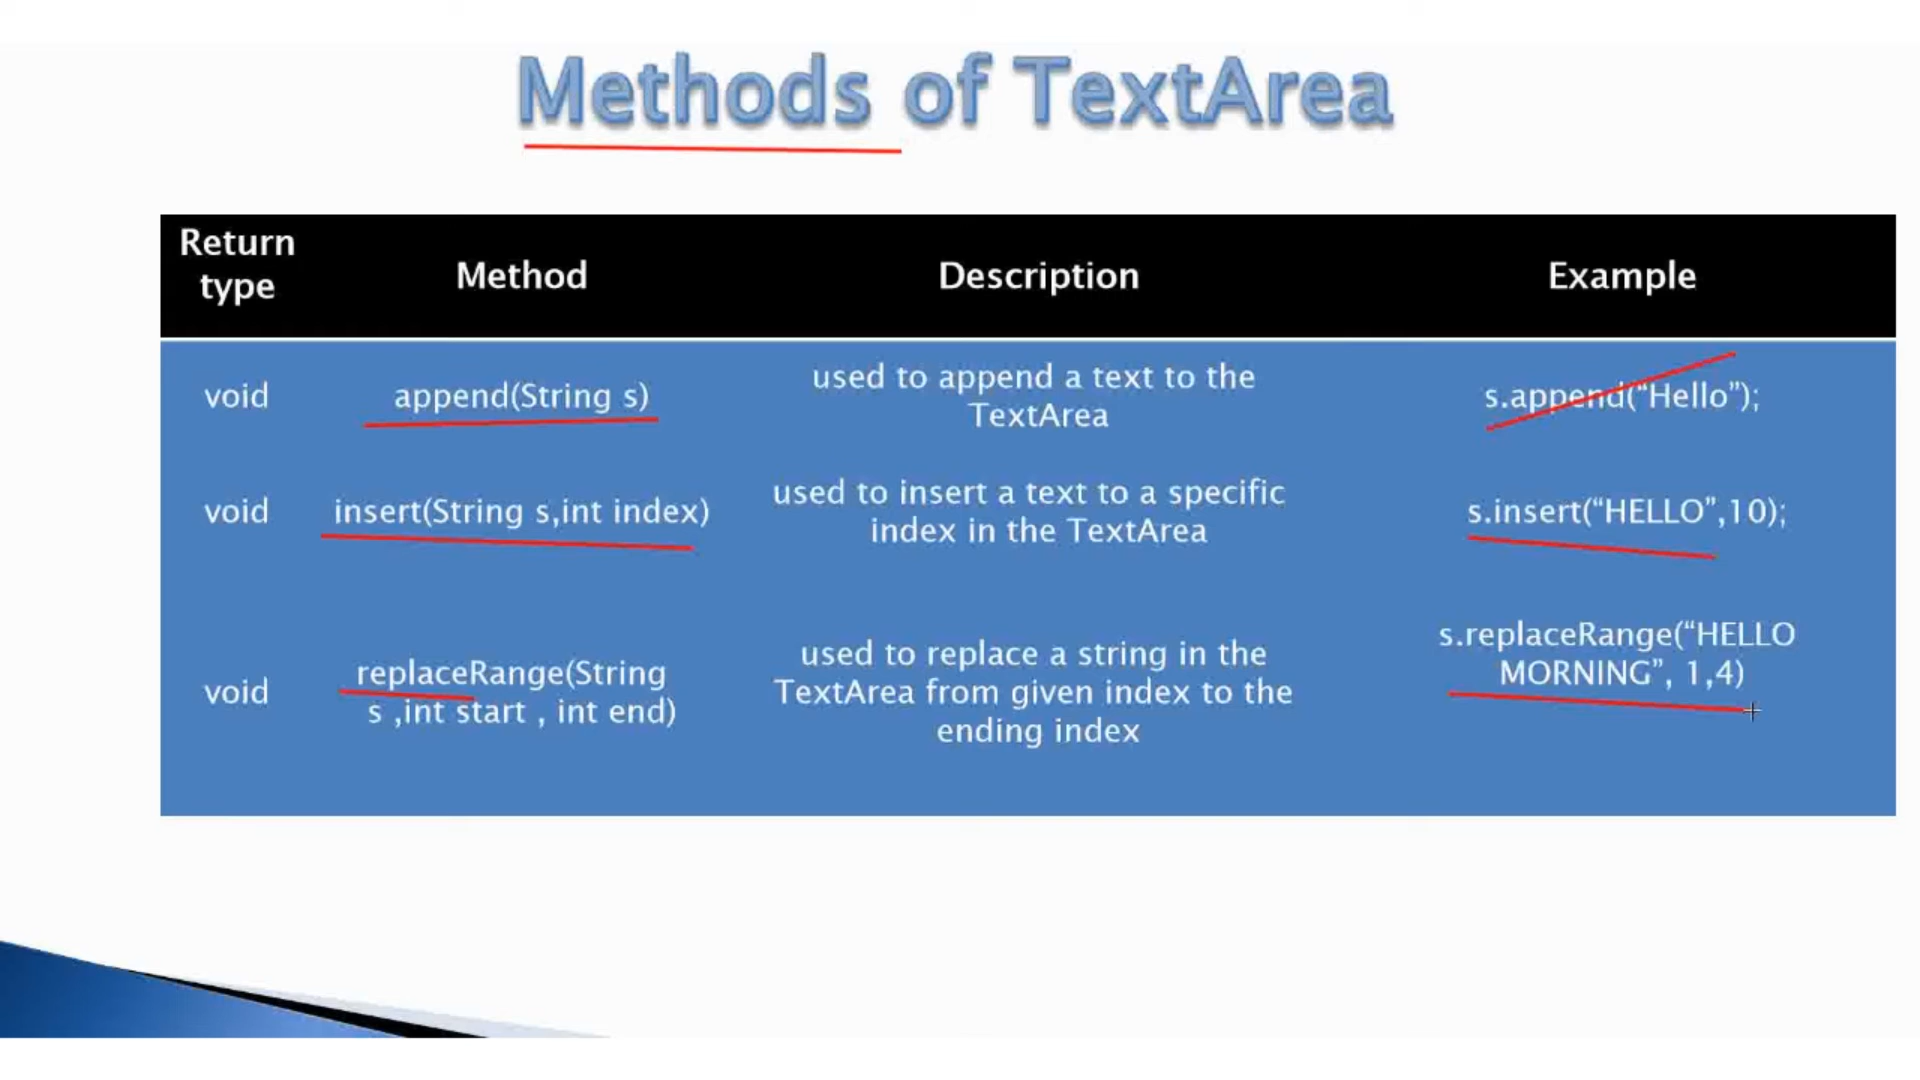 Methods of TextArea
Return
type
Method
Description
Example
void
append(String s)
used to append a text to the
TextArea
s.append(“Hello”);
void
insert(String s,int index)
used to insert a text to a specific
index in the TextArea
s.insert(“HELLO”,10);
void
replaceRange(String
s ,int start , int end)
used to replace a string in the
TextArea from given index to the
ending index
s.replaceRange(“HELLO
MORNING”, 1,4)